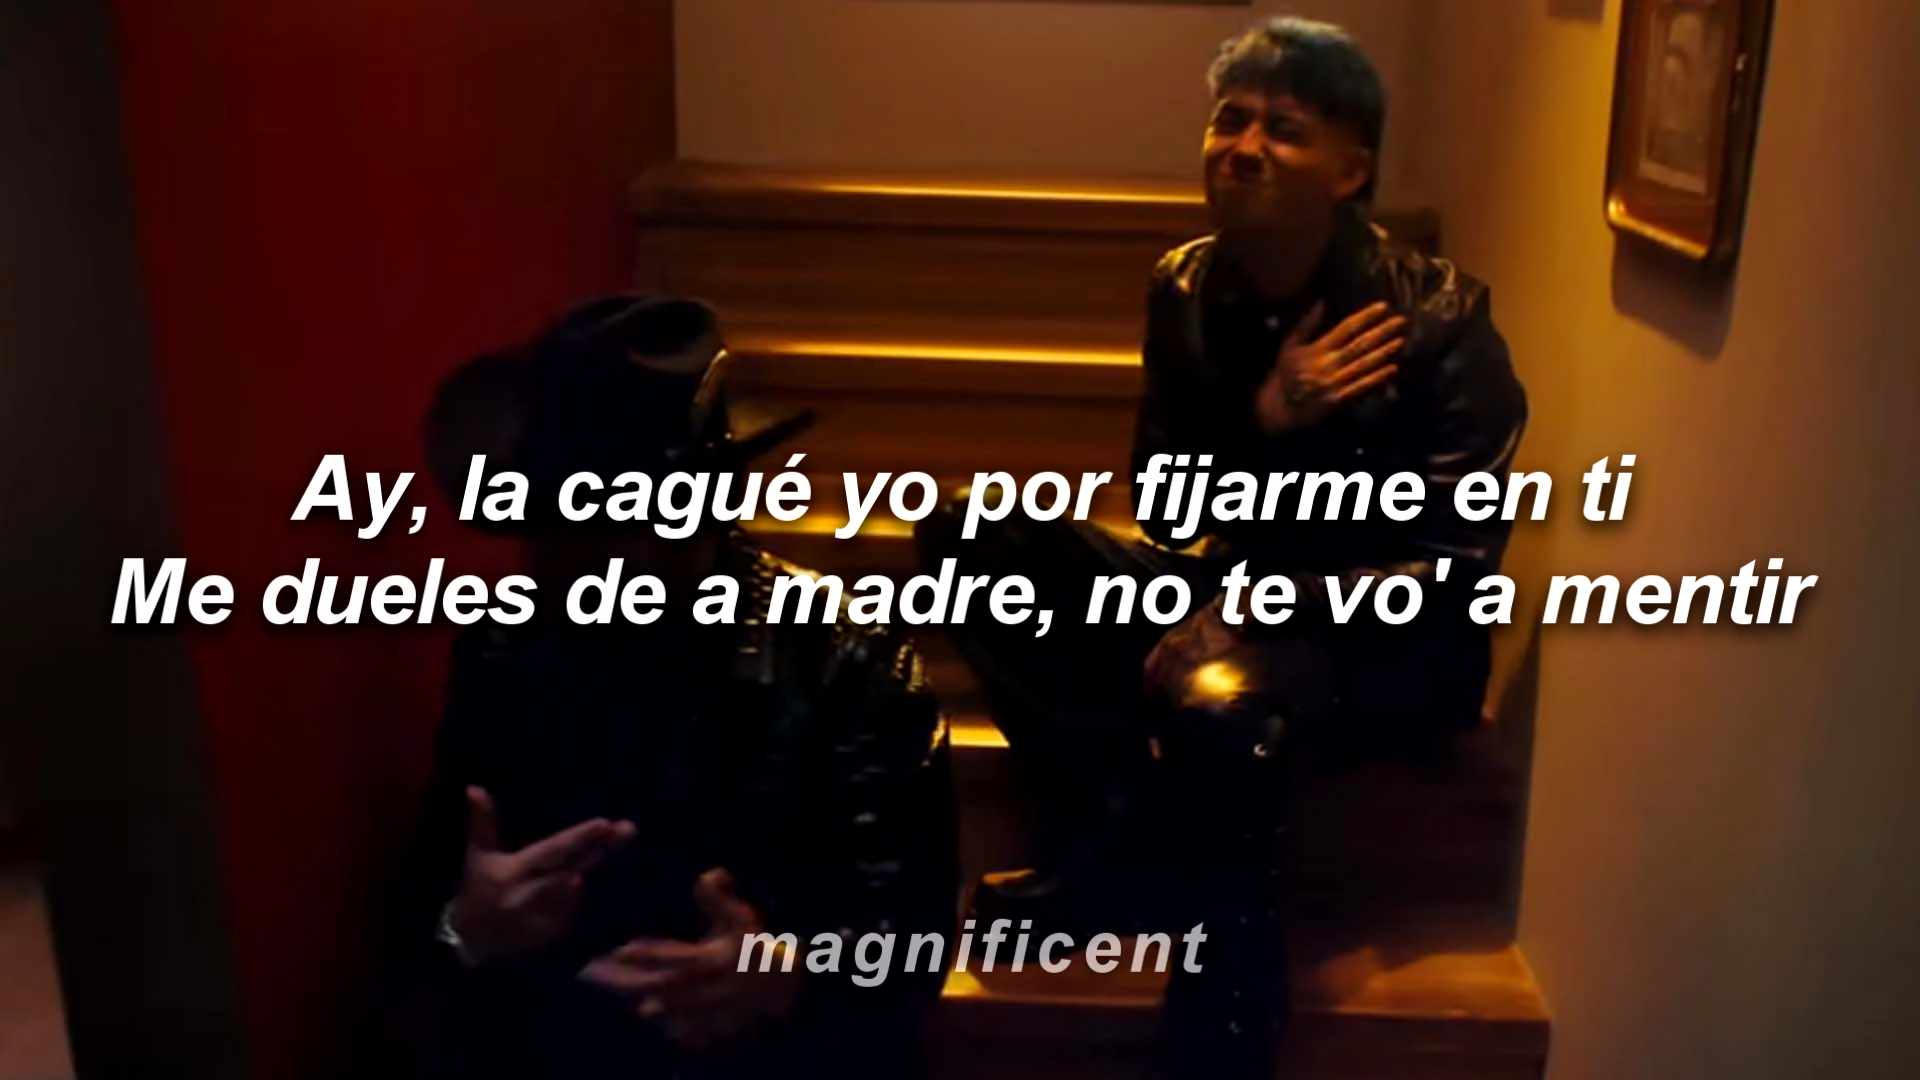 Ay, la cagué yo por fijarme en ti
Me dueles de a madre, no te vo' a mentir
magnificent